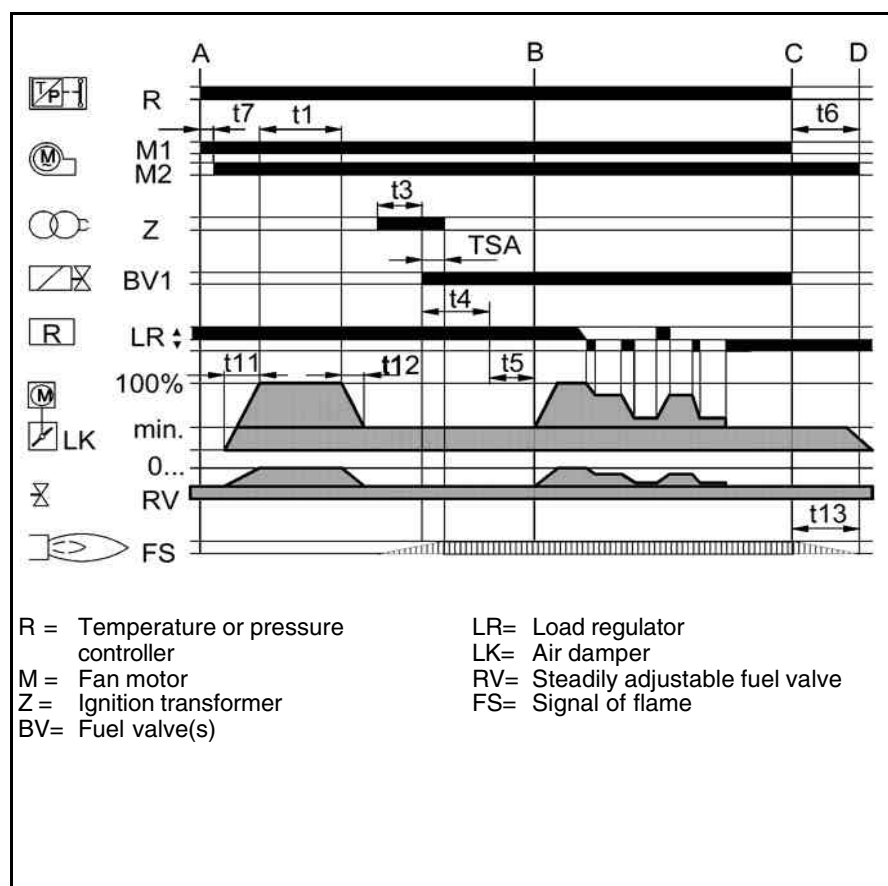 A B C D
T/P R
t7 t1 t6
M M1
M2
t3
Z
TSA
BV1
t4
R LR
t11 t12 t5
100%
M
min.
LK
0...
RV
t13
FS
R = Temperature or pressure
controller
M = Fan motor
Z = Ignition transformer
BV= Fuel valve(s)
LR= Load regulator
LK= Air damper
RV= Steadily adjustable fuel valve
FS= Signal of flame